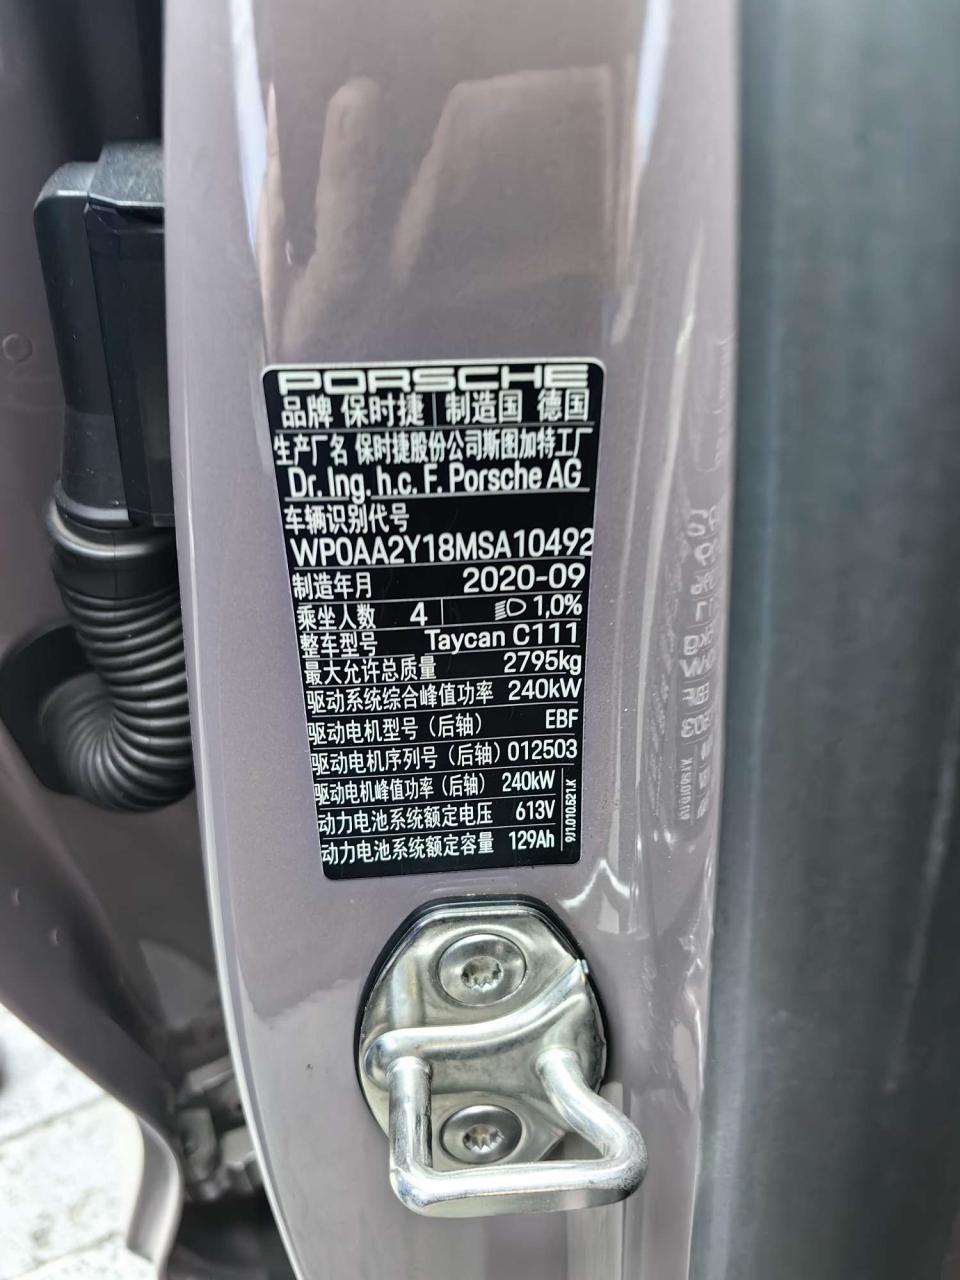 PORSCHE
品牌 保时捷 制造国 德国
生产厂名 保时捷股份公司斯图加特工厂
Dr. Ing. h.c. F. Porsche AG
车辆识别代号
WP0AA2Y18MSA10492
制造年月 2020-09
乘坐人数 4 1,0%
整车型号 Taycan C111
最大允许总质量 2795kg
驱动系统综合峰值功率 240kW
驱动电机型号（后轴） EBF
驱动电机序列号（后轴）012503
驱动电机峰值功率（后轴） 240kW
动力电池系统额定电压 613V
动力电池系统额定容量 129Ah
9J1.010.621.K